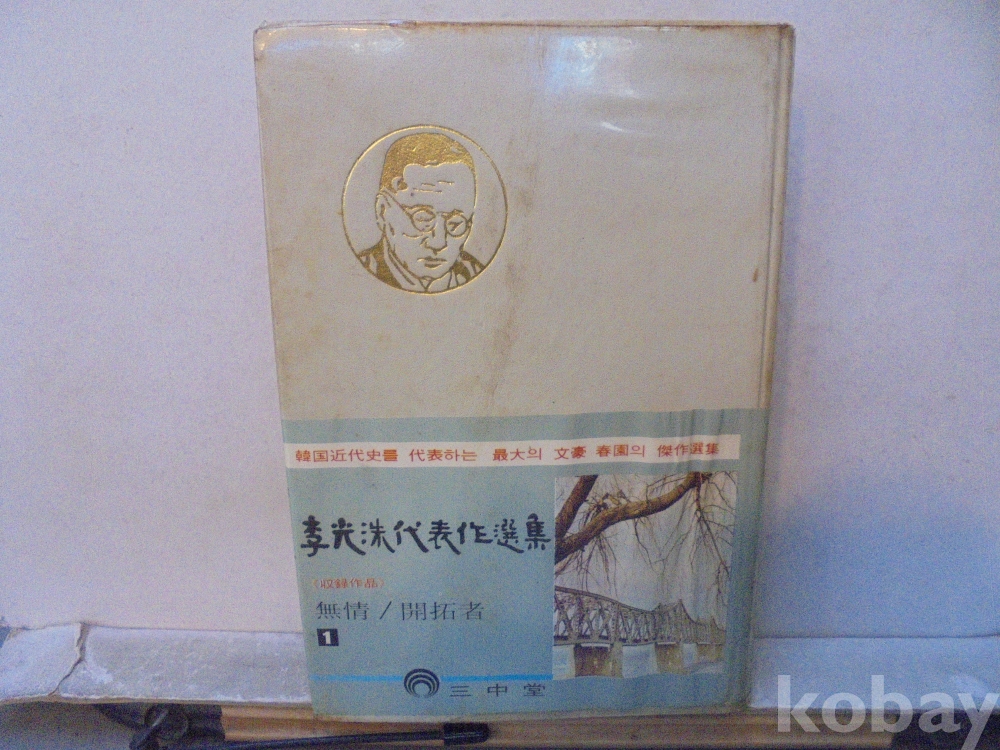 韓国近代史를 代表하는 最大의 文豪 春園의 傑作選集
李光洙代表作選集
《収録作品》
無情/開拓者
1
三中堂
kobay